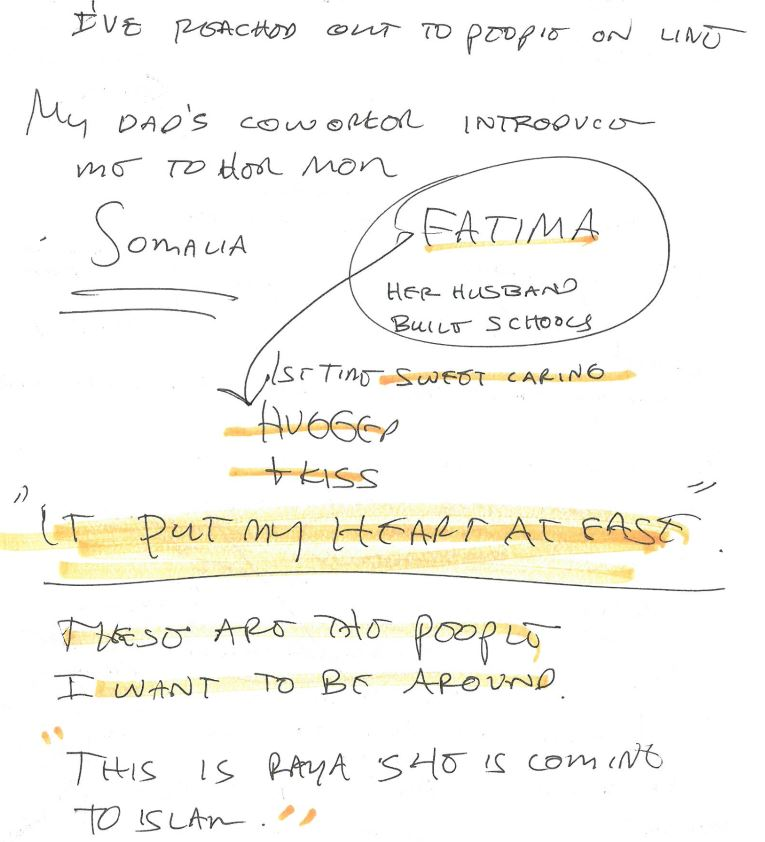 I'VE REACHED OUT TO PEOPLE ON LINE
MY DAD'S COWORKER INTRODUCE
ME TO HER MOM
SOMALIA
FATIMA
HER HUSBAND
BUILT SCHOOLS
1ST TIME SWEET CARING
HUGGED
+ KISS
"IT PUT MY HEART AT EASE".
THESE ARE THE PEOPLE
I WANT TO BE AROUND.
"THIS IS RAYA SHE IS COMING
TO ISLAM."